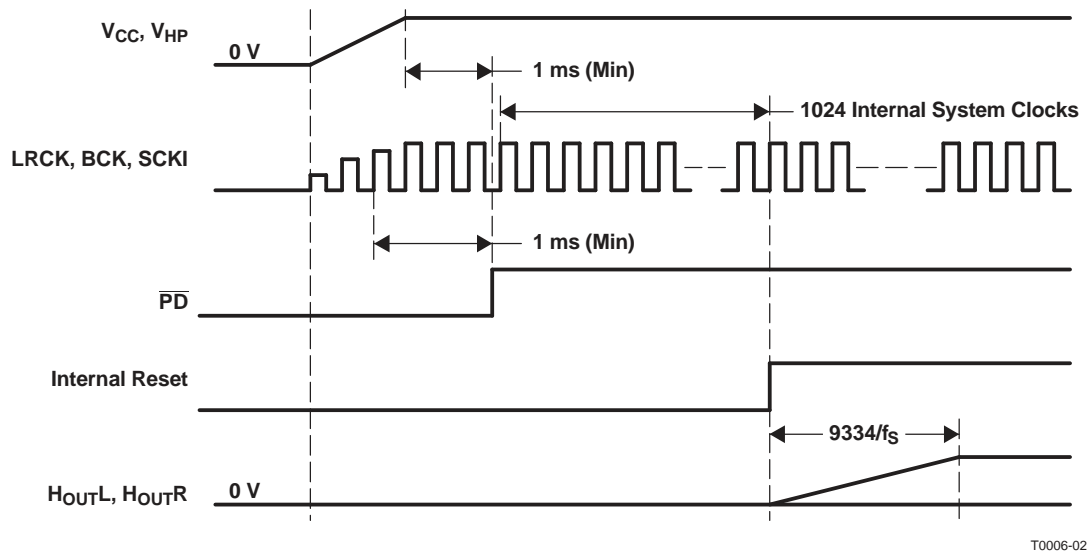 V_CC, V_HP
0 V
1 ms (Min)
1024 Internal System Clocks
LRCK, BCK, SCKI
1 ms (Min)
P̅D̅
Internal Reset
9334/f_S
H_OUTL, H_OUTR
0 V
T0006-02